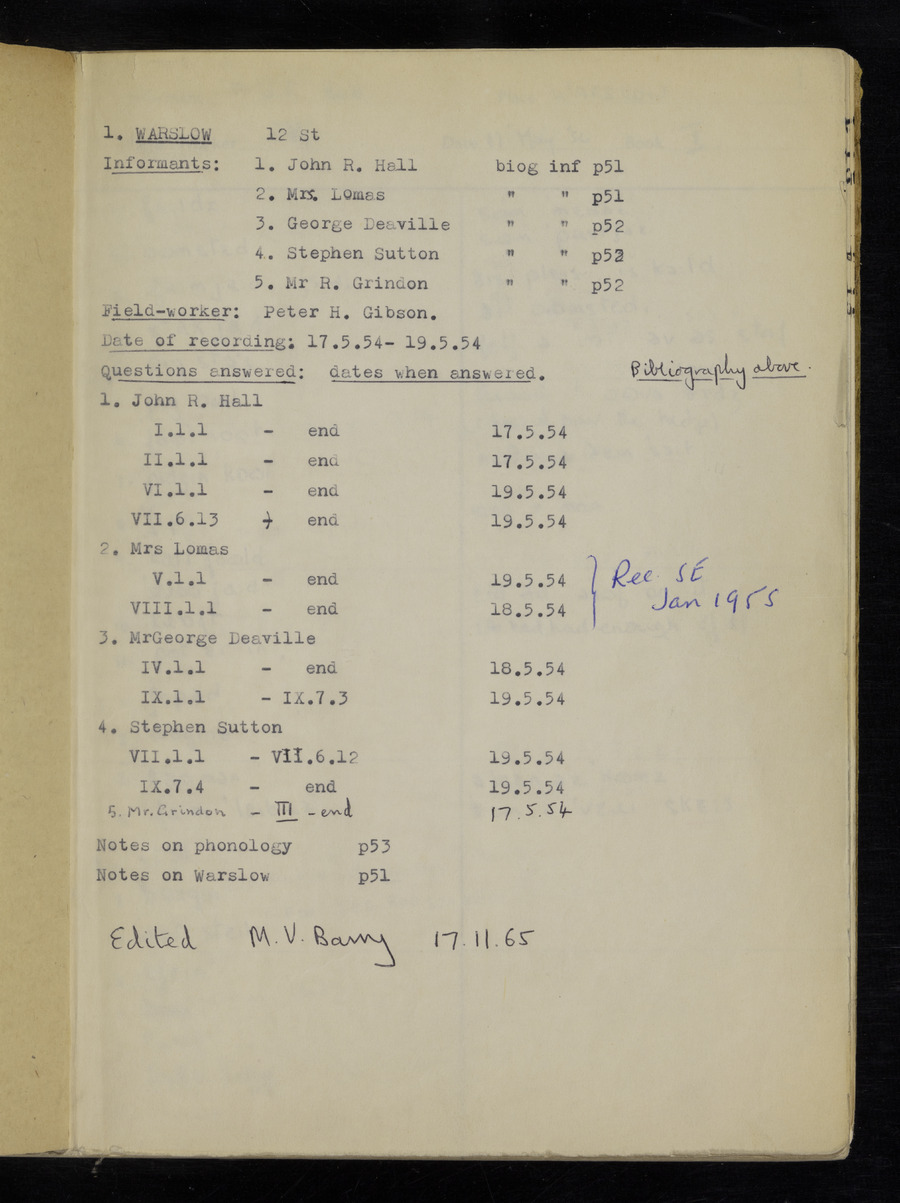 1. WARSLOW 12 St
Informants: 1. John R. Hall biog inf p51
2. Mrs. Lomas " " p51
3. George Deaville " " p52
4. Stephen Sutton " " p52
5. Mr R. Grindon " " p52
Field-worker: Peter H. Gibson.
Date of recording: 17.5.54- 19.5.54
Questions answered: dates when answered. Bibliography above.
1. John R. Hall
I.1.1 - end 17.5.54
II.1.1 - end 17.5.54
VI.1.1 - end 19.5.54
VII.6.13 - end 19.5.54
2. Mrs Lomas
V.1.1 - end 19.5.54 } Rec. SE
VIII.1.1 - end 18.5.54 Jan 1955
3. MrGeorge Deaville
IV.1.1 - end 18.5.54
IX.1.1 - IX.7.3 19.5.54
4. Stephen Sutton
VII.1.1 - VII.6.12 19.5.54
IX.7.4 - end 19.5.54
5. Mr. Grindon - III - end 17.5.54
Notes on phonology p53
Notes on Warslow p51
Edited M.V. Barry 17.11.65